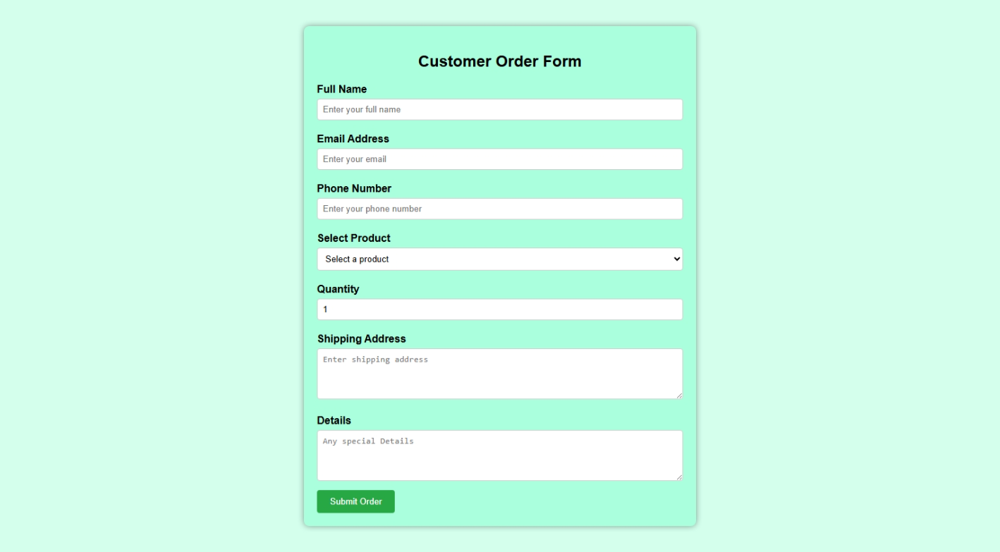 Customer Order Form
Full Name
Enter your full name
Email Address
Enter your email
Phone Number
Enter your phone number
Select Product
Select a product
Quantity
1
Shipping Address
Enter shipping address
Details
Any special Details
Submit Order